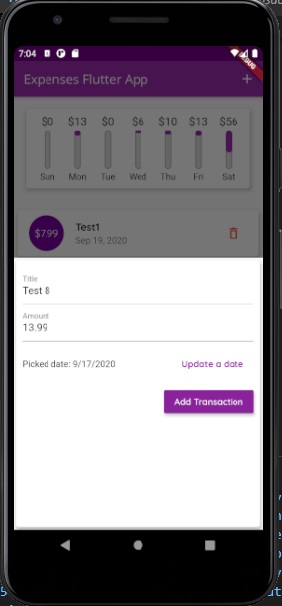 7:04
DEBUG
Expenses Flutter App +
$0 $13 $0 $6 $10 $13 $56
Sun Mon Tue Wed Thu Fri Sat
$7.99 Test1
Sep 19, 2020
Title
Test 8
Amount
13.99
Picked date: 9/17/2020 Update a date
Add Transaction